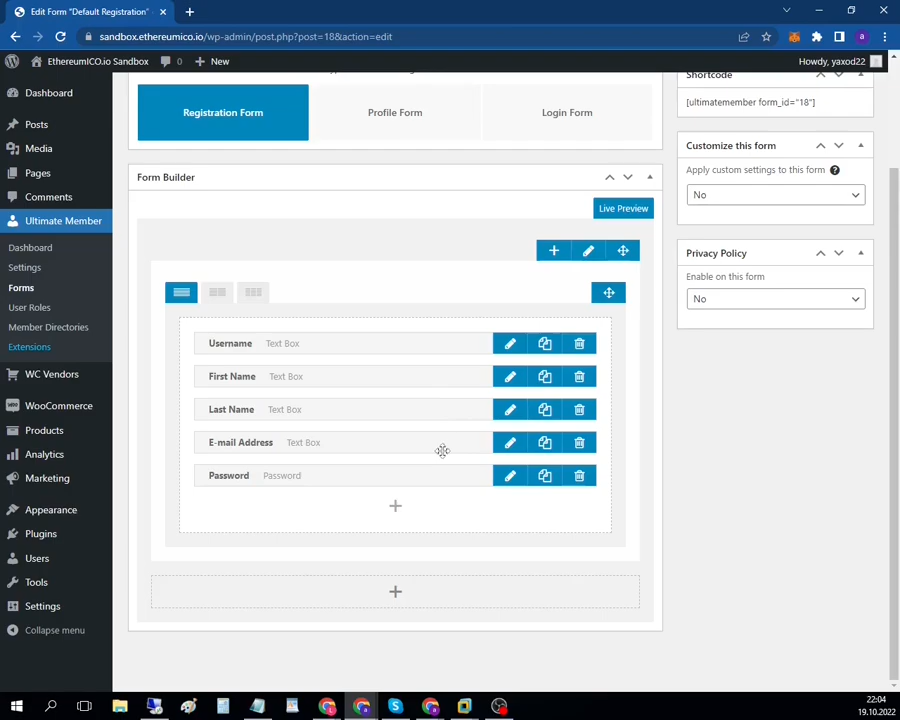 Edit Form "Default Registration"
sandbox.ethereumico.io/wp-admin/post.php?post=18&action=edit
a
EthereumICO.io Sandbox
0
New
Howdy, yaxod22
Dashboard
Posts
Media
Pages
Comments
Ultimate Member
Dashboard
Settings
Forms
User Roles
Member Directories
Extensions
WC Vendors
WooCommerce
Products
Analytics
Marketing
Appearance
Plugins
Users
Tools
Settings
Collapse menu
Registration Form
Profile Form
Login Form
Form Builder
Live Preview
Username Text Box
First Name Text Box
Last Name Text Box
E-mail Address Text Box
Password Password
Shortcode
[ultimatemember form_id="18"]
Customize this form
Apply custom settings to this form
No
Privacy Policy
Enable on this form
No
22:04
19.10.2022